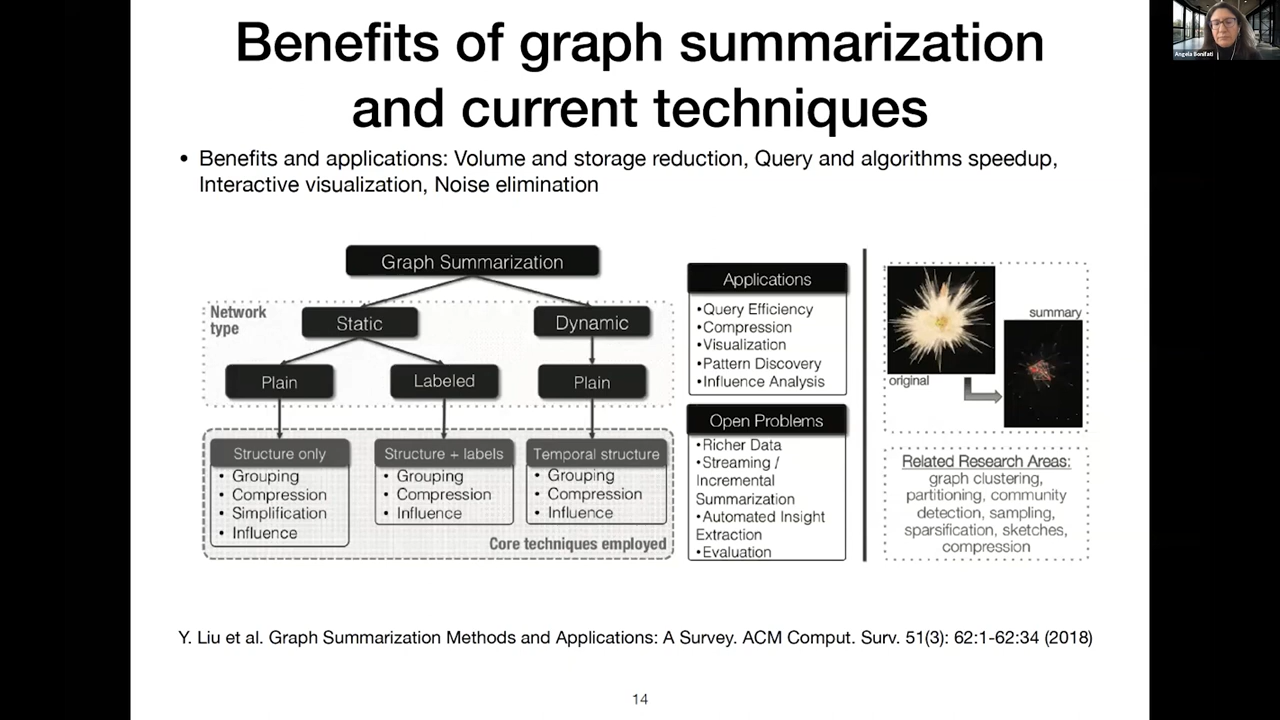 Benefits of graph summarization
and current techniques
Angela Bonifati
• Benefits and applications: Volume and storage reduction, Query and algorithms speedup,
Interactive visualization, Noise elimination
Graph Summarization
Network
type
Static
Dynamic
Plain
Labeled
Plain
Structure only
• Grouping
• Compression
• Simplification
• Influence
Structure + labels
• Grouping
• Compression
• Influence
Temporal structure
• Grouping
• Compression
• Influence
Core techniques employed
Applications
•Query Efficiency
•Compression
•Visualization
•Pattern Discovery
•Influence Analysis
Open Problems
•Richer Data
•Streaming /
Incremental
Summarization
•Automated Insight
Extraction
•Evaluation
summary
original
Related Research Areas:
graph clustering,
partitioning, community
detection, sampling,
sparsification, sketches,
compression
Y. Liu et al. Graph Summarization Methods and Applications: A Survey. ACM Comput. Surv. 51(3): 62:1-62:34 (2018)
14